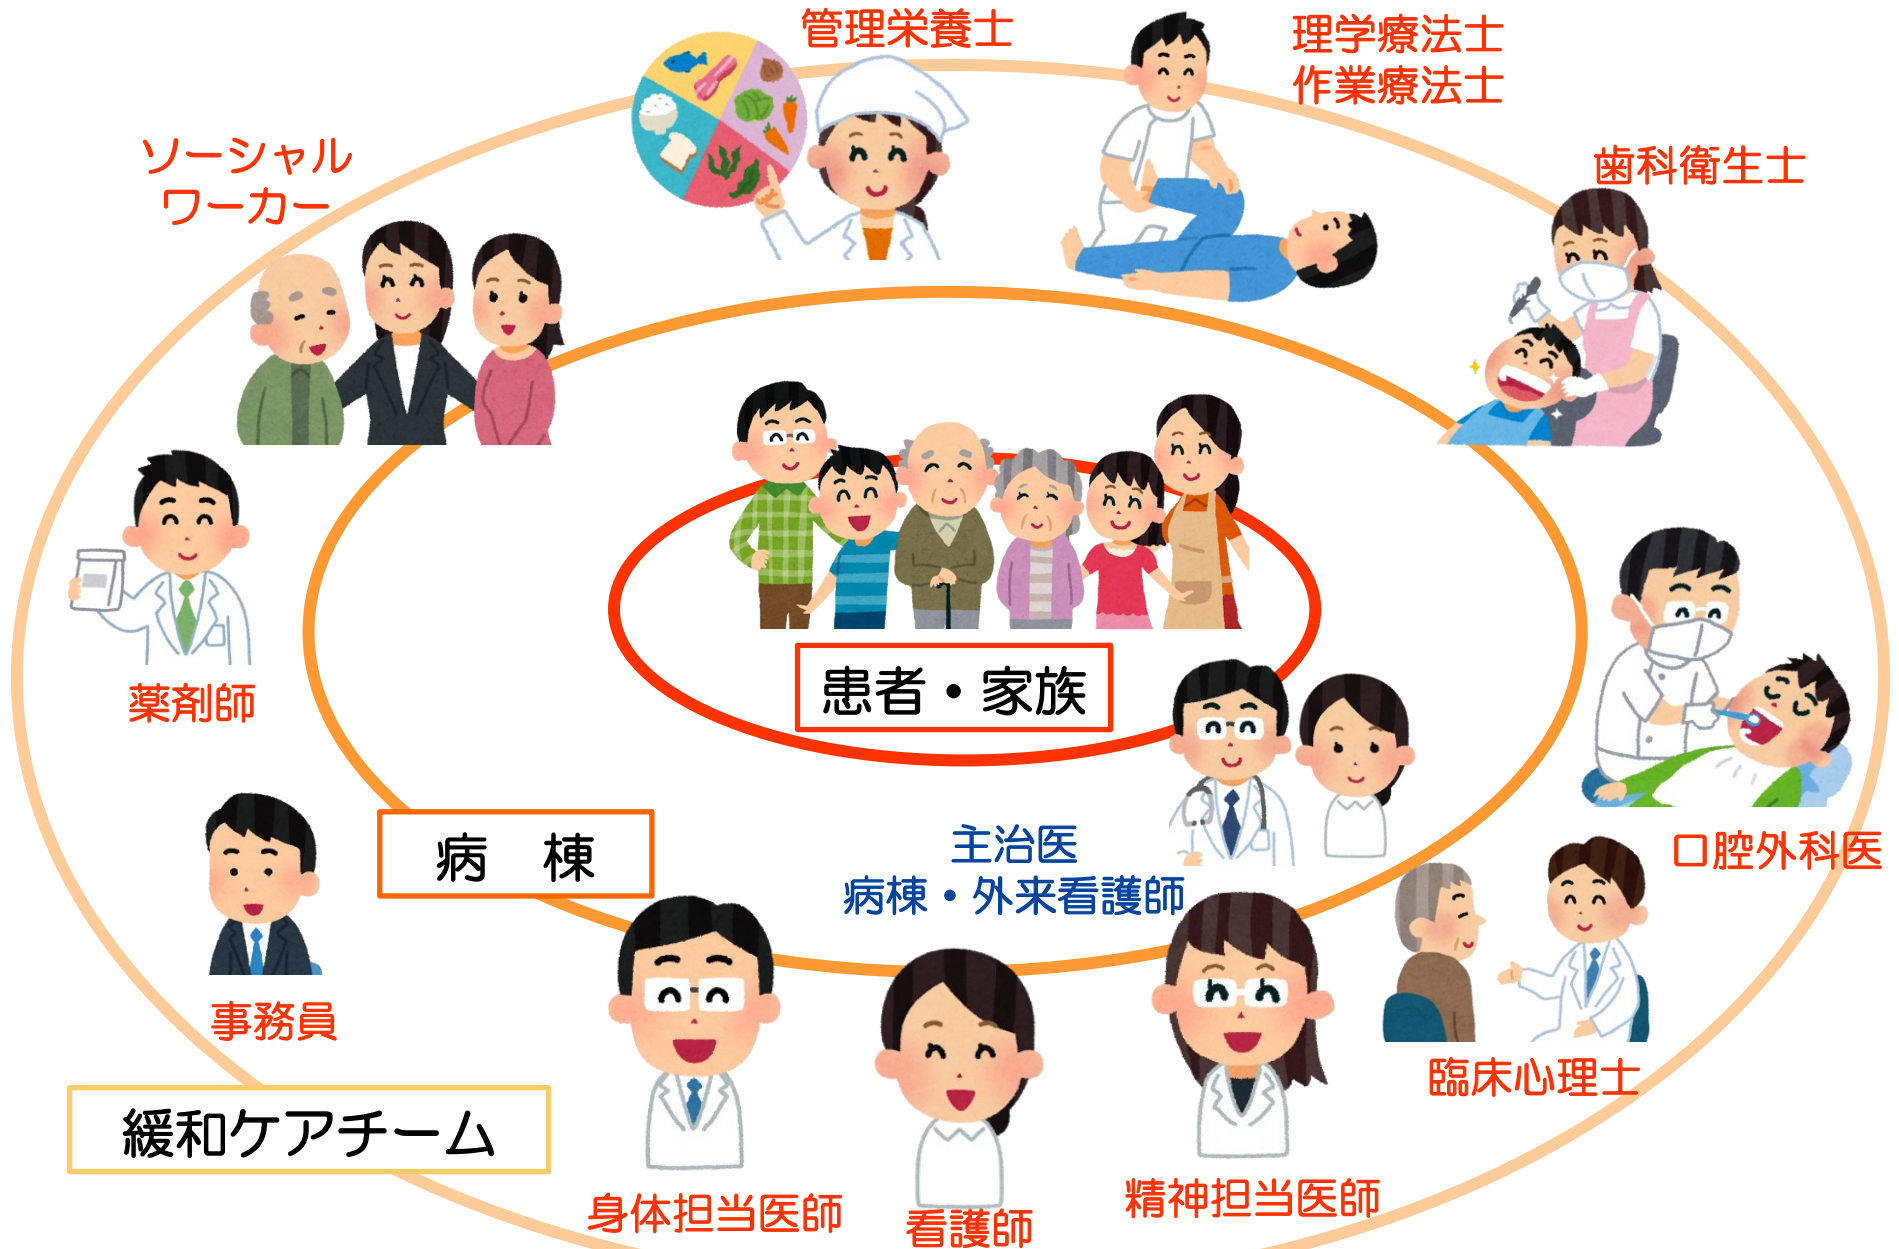 管理栄養士
理学療法士
作業療法士
ソーシャル
ワーカー
歯科衛生士
患者・家族
薬剤師
病　棟
主治医
病棟・外来看護師
口腔外科医
事務員
臨床心理士
緩和ケアチーム
身体担当医師
看護師
精神担当医師